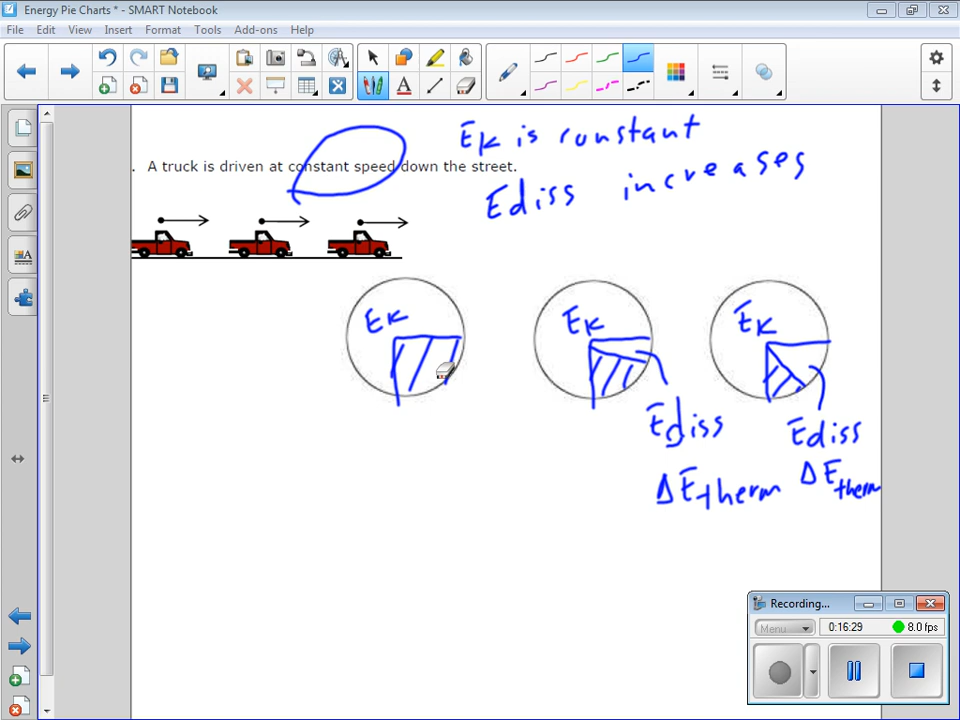 Energy Pie Charts * - SMART Notebook
File Edit View Insert Format Tools Add-ons Help
Ek is constant
. A truck is driven at constant speed down the street.
Ediss increases
Ek Ek Ek
Ediss Ediss
ΔEtherm ΔEtherm
Recording...
Menu 0:16:29 8.0 fps